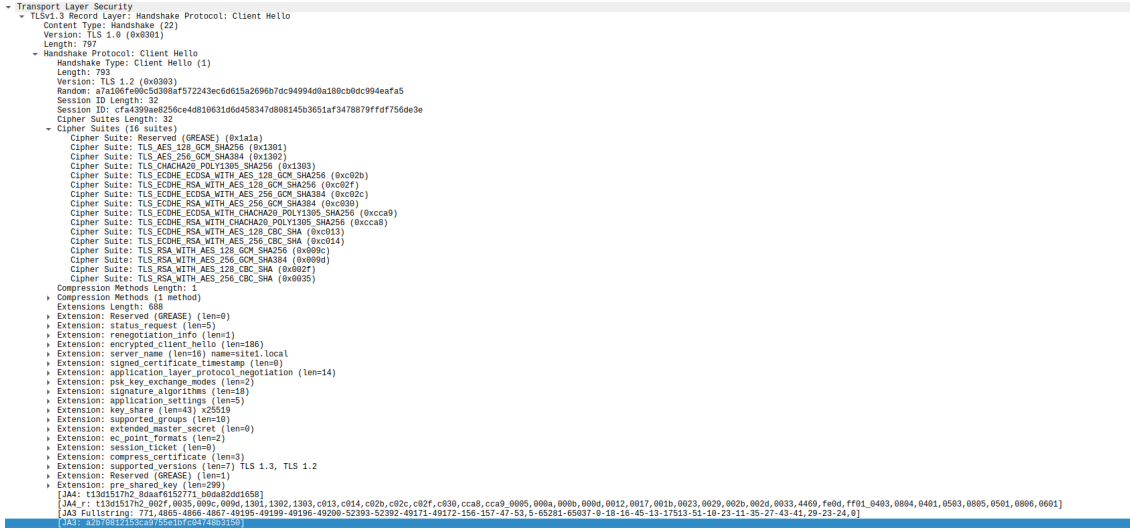 Transport Layer Security
TLSv1.3 Record Layer: Handshake Protocol: Client Hello
Content Type: Handshake (22)
Version: TLS 1.0 (0x0301)
Length: 797
Handshake Protocol: Client Hello
Handshake Type: Client Hello (1)
Length: 793
Version: TLS 1.2 (0x0303)
Random: a7a106fe00c5d308af572243ec6d615a2696b7dc94994d0a180cb0dc994eafa5
Session ID Length: 32
Session ID: cfa4399ae8256ce4d810631d6d458347d808145b3651af3478879ffdf756de3e
Cipher Suites Length: 32
Cipher Suites (16 suites)
Cipher Suite: Reserved (GREASE) (0x1a1a)
Cipher Suite: TLS_AES_128_GCM_SHA256 (0x1301)
Cipher Suite: TLS_AES_256_GCM_SHA384 (0x1302)
Cipher Suite: TLS_CHACHA20_POLY1305_SHA256 (0x1303)
Cipher Suite: TLS_ECDHE_ECDSA_WITH_AES_128_GCM_SHA256 (0xc02b)
Cipher Suite: TLS_ECDHE_RSA_WITH_AES_128_GCM_SHA256 (0xc02f)
Cipher Suite: TLS_ECDHE_ECDSA_WITH_AES_256_GCM_SHA384 (0xc02c)
Cipher Suite: TLS_ECDHE_RSA_WITH_AES_256_GCM_SHA384 (0xc030)
Cipher Suite: TLS_ECDHE_ECDSA_WITH_CHACHA20_POLY1305_SHA256 (0xcca9)
Cipher Suite: TLS_ECDHE_RSA_WITH_CHACHA20_POLY1305_SHA256 (0xcca8)
Cipher Suite: TLS_ECDHE_RSA_WITH_AES_128_CBC_SHA (0xc013)
Cipher Suite: TLS_ECDHE_RSA_WITH_AES_256_CBC_SHA (0xc014)
Cipher Suite: TLS_RSA_WITH_AES_128_GCM_SHA256 (0x009c)
Cipher Suite: TLS_RSA_WITH_AES_256_GCM_SHA384 (0x009d)
Cipher Suite: TLS_RSA_WITH_AES_128_CBC_SHA (0x002f)
Cipher Suite: TLS_RSA_WITH_AES_256_CBC_SHA (0x0035)
Compression Methods Length: 1
Compression Methods (1 method)
Extensions Length: 688
Extension: Reserved (GREASE) (len=0)
Extension: status_request (len=5)
Extension: renegotiation_info (len=1)
Extension: encrypted_client_hello (len=186)
Extension: server_name (len=16) name=site1.local
Extension: signed_certificate_timestamp (len=0)
Extension: application_layer_protocol_negotiation (len=14)
Extension: psk_key_exchange_modes (len=2)
Extension: signature_algorithms (len=18)
Extension: application_settings (len=5)
Extension: key_share (len=43) x25519
Extension: supported_groups (len=10)
Extension: extended_master_secret (len=0)
Extension: ec_point_formats (len=2)
Extension: session_ticket (len=0)
Extension: compress_certificate (len=3)
Extension: supported_versions (len=7) TLS 1.3, TLS 1.2
Extension: Reserved (GREASE) (len=1)
Extension: pre_shared_key (len=299)
[JA4: t13d1517h2_8daaf6152771_b0da82dd1658]
[JA4_r: t13d1517h2_002f,0035,009c,009d,1301,1302,1303,c013,c014,c02b,c02c,c02f,c030,cca8,cca9_0005,000a,000b,000d,0012,0017,001b,0023,0029,002b,002d,0033,4469,fe0d,ff01_0403,0804,0401,0503,0805,0501,0806,0601]
[JA3 Fullstring: 771,4865-4866-4867-49195-49199-49196-49200-52393-52392-49171-49172-156-157-47-53,5-65281-65037-0-18-16-45-13-17513-51-10-23-11-35-27-43-41,29-23-24,0]
[JA3: a2b70812153ca9755e1bfc04748b3150]